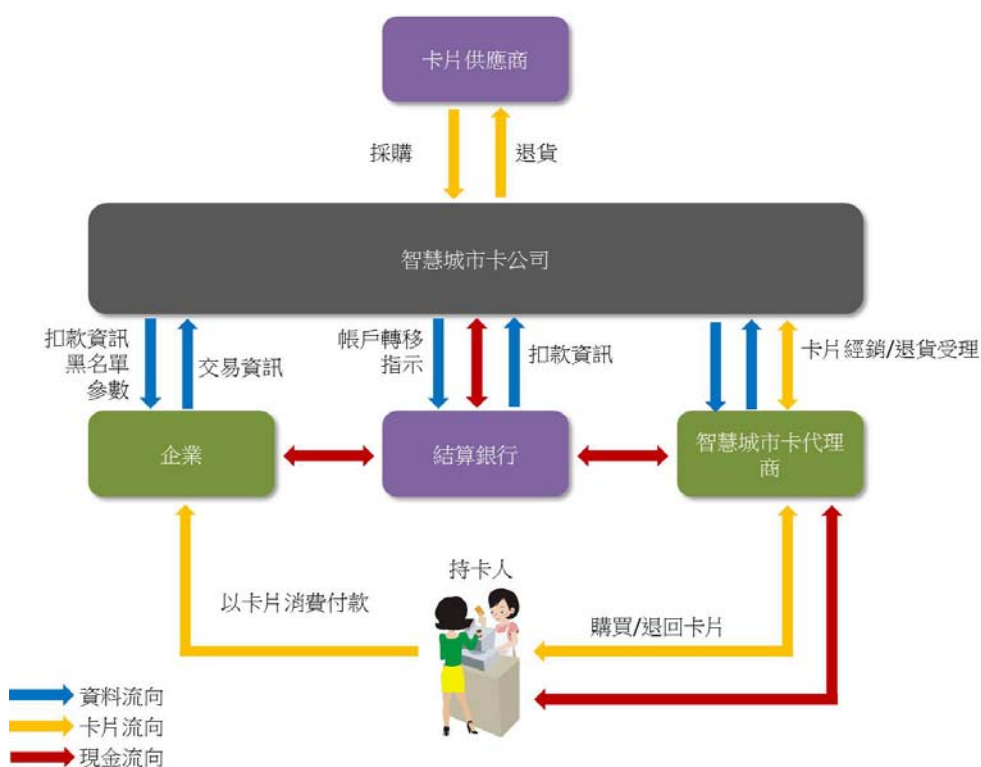 卡片供應商
採購
退貨
智慧城市卡公司
扣款資訊
黑名單
參數
交易資訊
帳戶轉移
指示
扣款資訊
卡片經銷/退貨受理
企業
結算銀行
智慧城市卡代理
商
持卡人
以卡片消費付款
購買/退回卡片
資料流向
卡片流向
現金流向